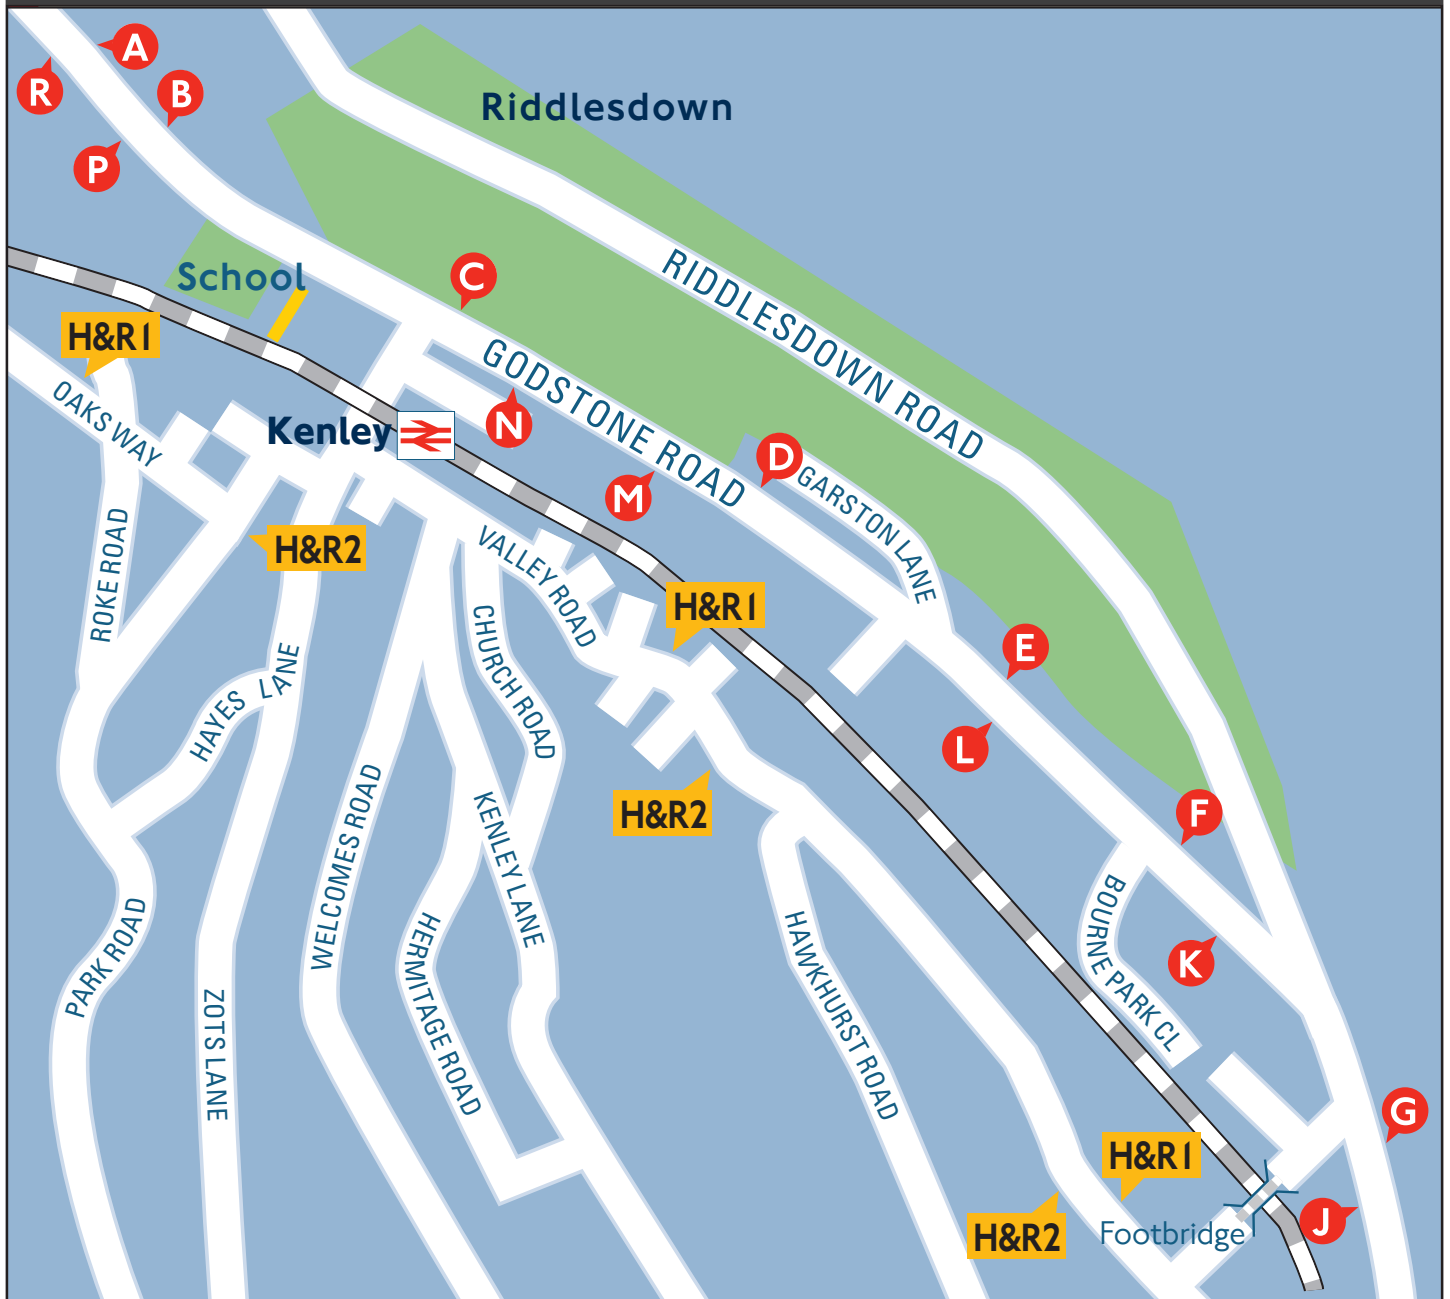 A
R
B
P
Riddlesdown
School
C
H&R1
RIDDLESDOWN ROAD
GODSTONE ROAD
OAKS WAY
Kenley
N
D
M
GARSTON LANE
ROKE ROAD
H&R2
VALLEY ROAD
H&R1
CHURCH ROAD
E
HAYES LANE
L
H&R2
F
WELCOMES ROAD
KENLEY LANE
BOURNE PARK CL
PARK ROAD
HERMITAGE ROAD
HAWKHURST ROAD
K
ZOTS LANE
G
H&R1
H&R2
Footbridge
J